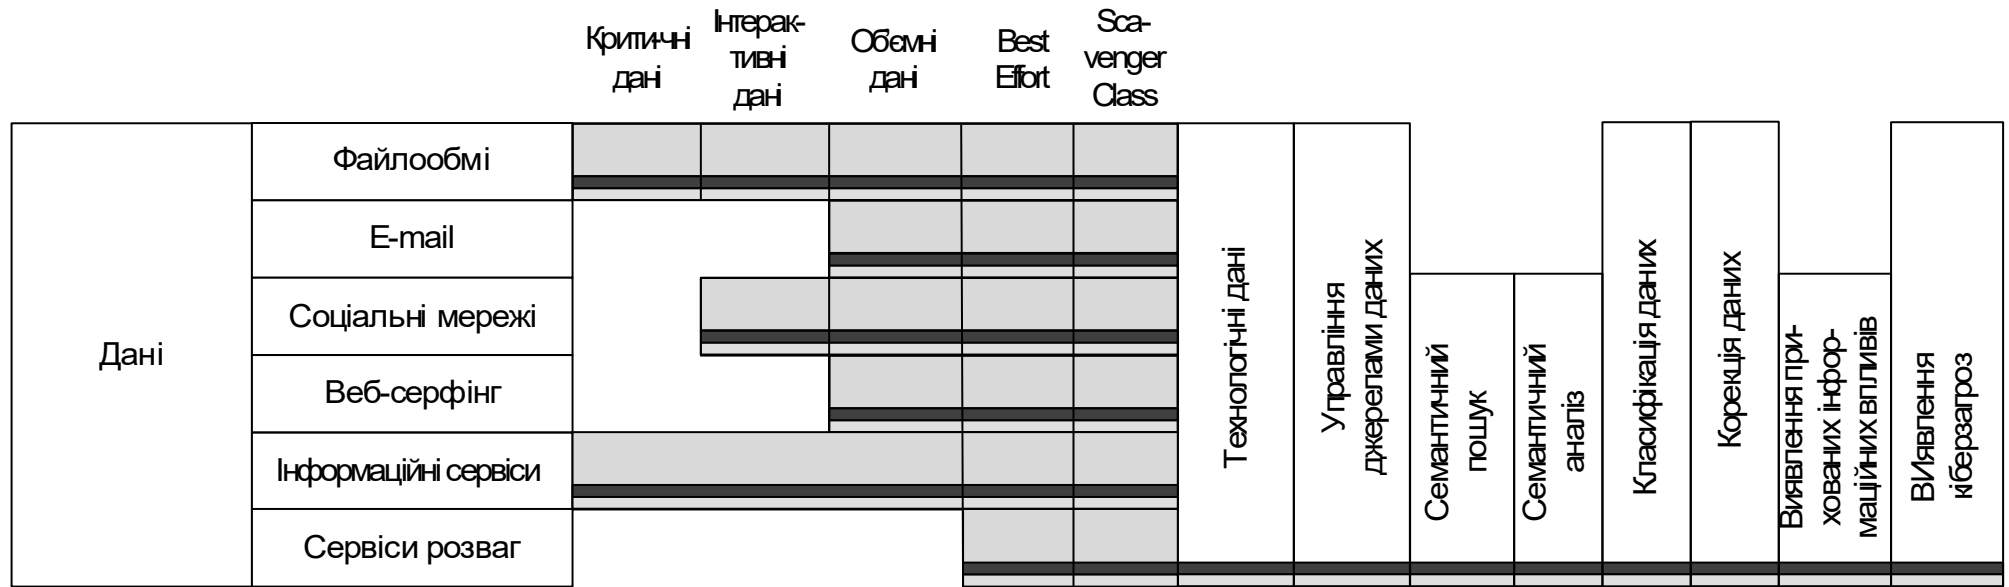 Критичні
дані
Інтерак-
тивні
дані
Обємні
дані
Best
Effort
Sca-
venger
Class
Дані
Файлообмі
E-mail
Соціальні мережі
Веб-серфінг
Інформаційні сервіси
Сервіси розваг
Технологічні дані
Управління
джерелами даних
Семантичний
пошук
Семантичний
аналіз
Класифікація даних
Корекція даних
Виявлення при-
хованих інфор-
маційних впливів
ВИявлення
кіберзагроз